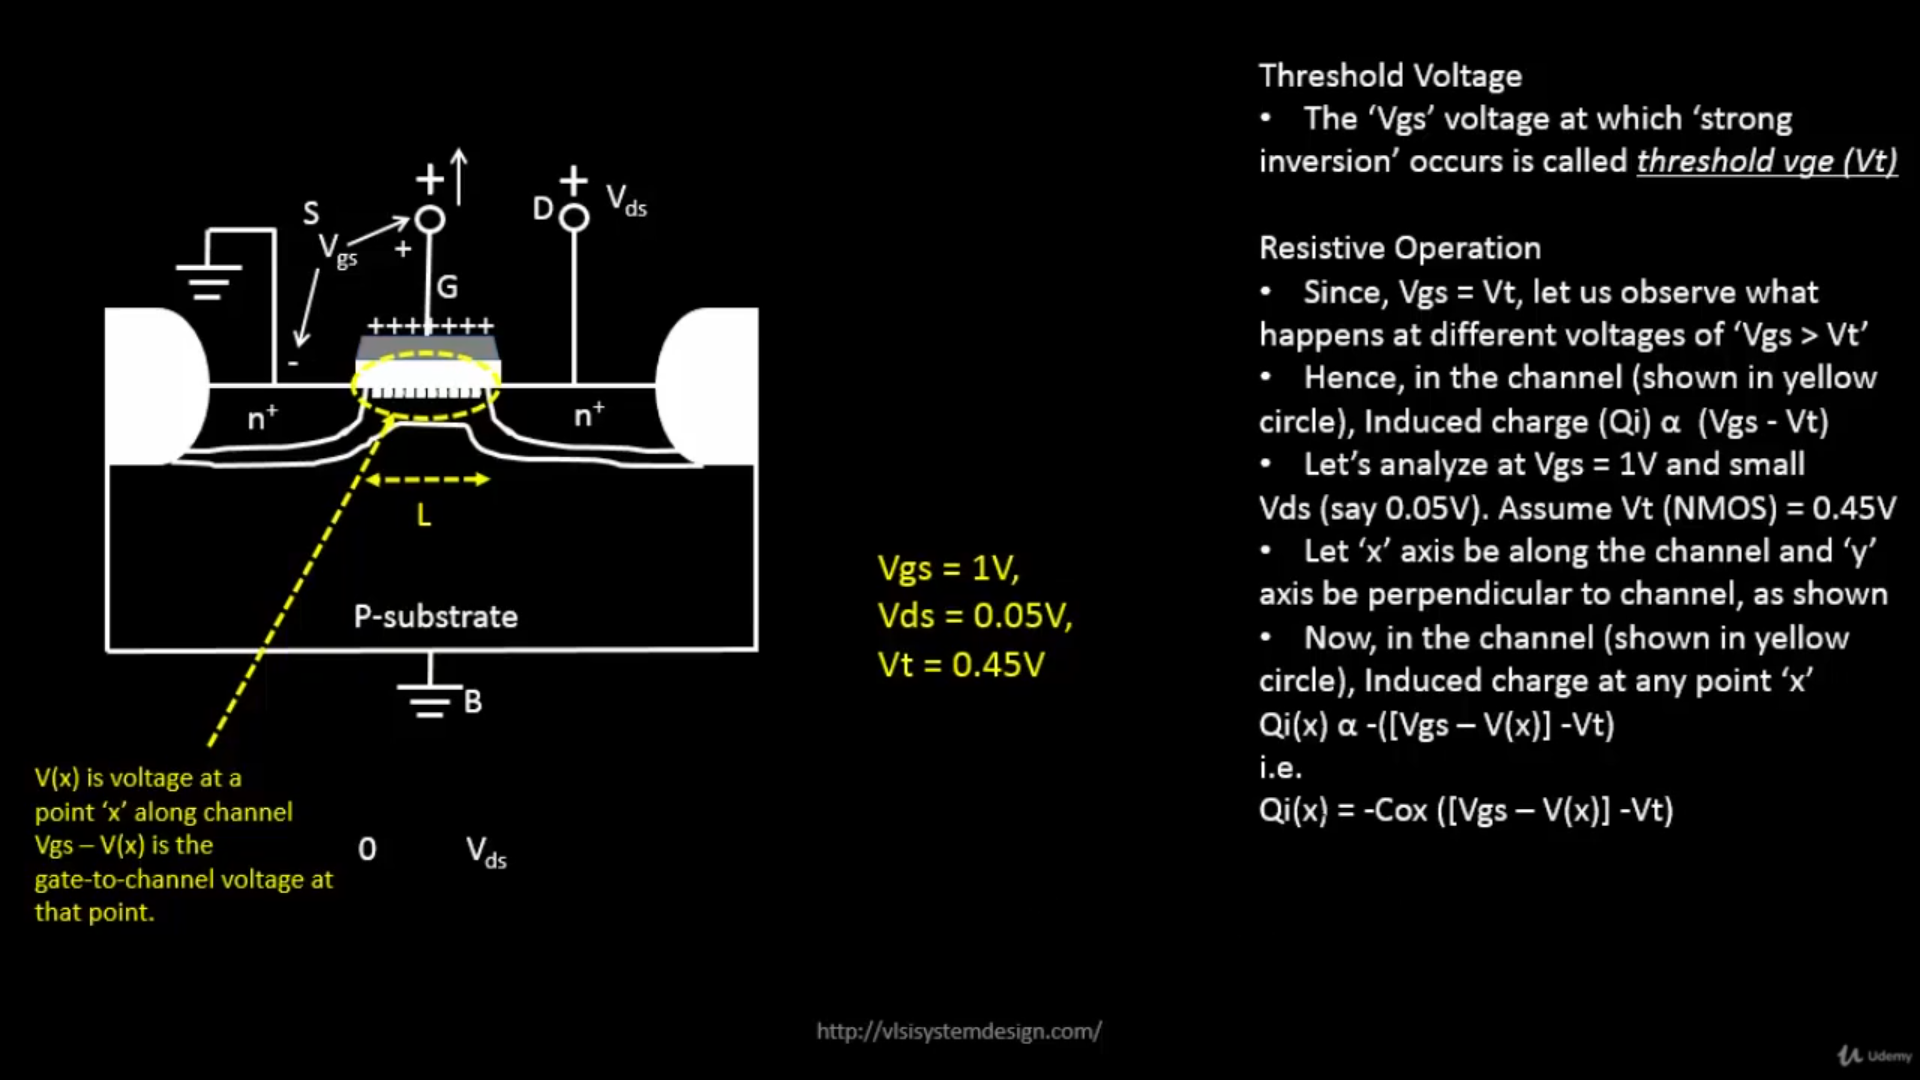 Threshold Voltage
• The ‘Vgs’ voltage at which ‘strong
inversion’ occurs is called threshold vge (Vt)
Resistive Operation
• Since, Vgs = Vt, let us observe what
happens at different voltages of ‘Vgs > Vt’
• Hence, in the channel (shown in yellow
circle), Induced charge (Qi) α (Vgs - Vt)
• Let’s analyze at Vgs = 1V and small
Vds (say 0.05V). Assume Vt (NMOS) = 0.45V
• Let ‘x’ axis be along the channel and ‘y’
axis be perpendicular to channel, as shown
• Now, in the channel (shown in yellow
circle), Induced charge at any point ‘x’
Qi(x) α -([Vgs – V(x)] -Vt)
i.e.
Qi(x) = -Cox ([Vgs – V(x)] -Vt)
+
+
S
D
Vds
Vgs
+
G
+++++++
-
n+
n+
L
P-substrate
B
Vgs = 1V,
Vds = 0.05V,
Vt = 0.45V
V(x) is voltage at a
point ‘x’ along channel
Vgs – V(x) is the
gate-to-channel voltage at
that point.
0
Vds
http://vlsisystemdesign.com/
Udemy